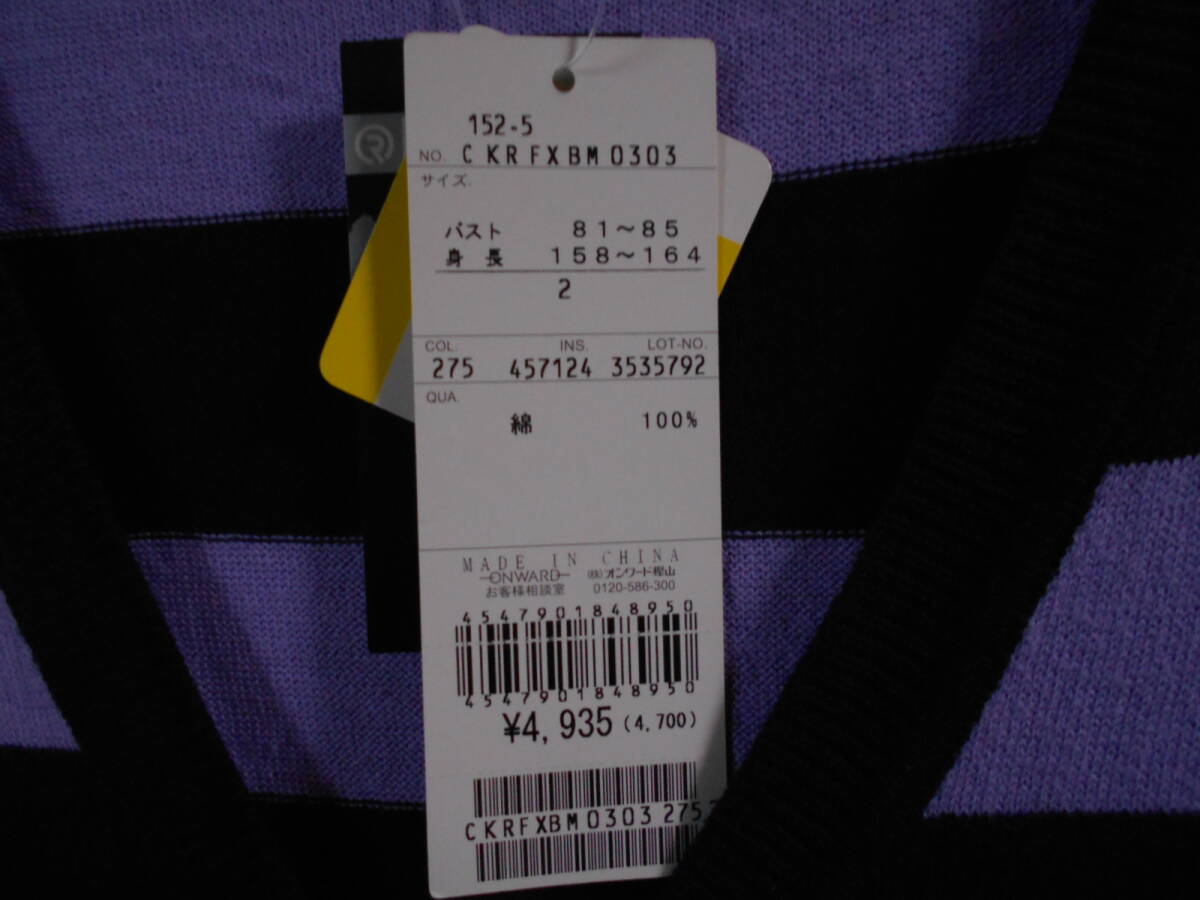 152-5
NO. CKRFXBM0303
サイズ.
バスト 81～85
身長 158～164
2
COL. INS. LOT-NO.
275 457124 3535792
QUA.
綿 100%
MADE IN CHINA
ONWARD ㈱オンワード樫山
お客様相談室 0120-586-300
4547901848950
4547901848950
¥4,935 (4,700)
CKRFXBM0303 275